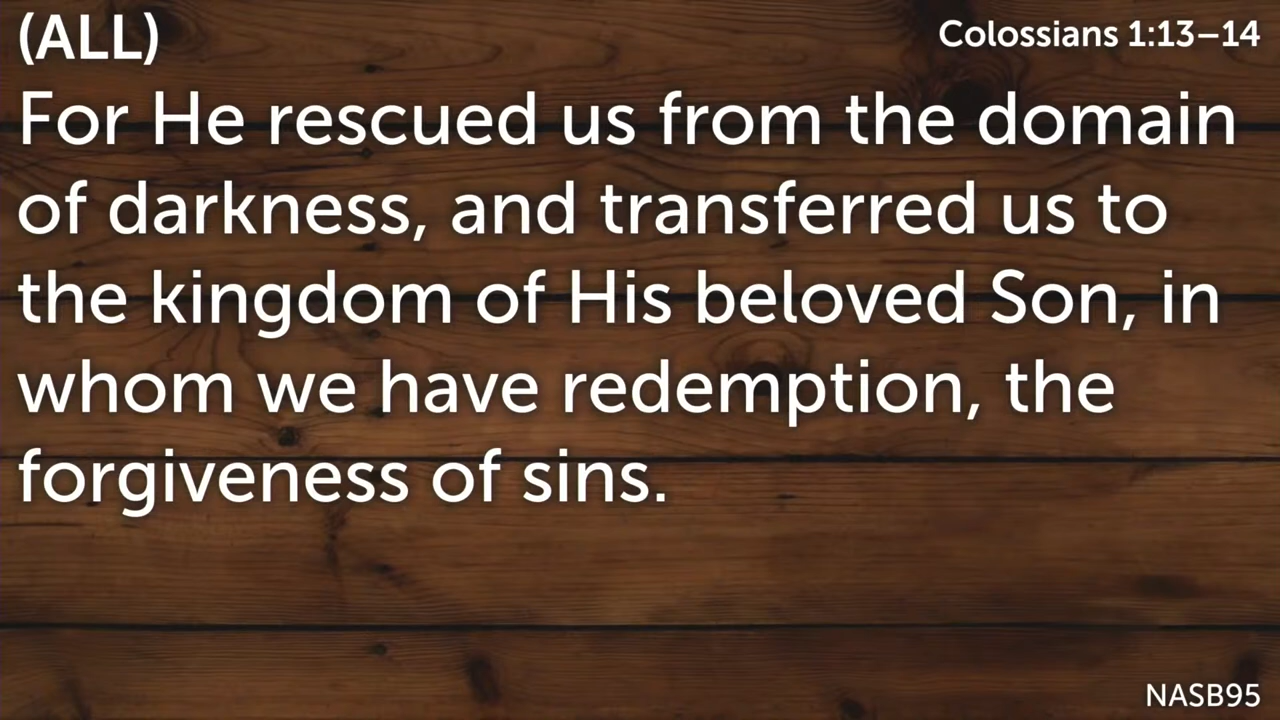 (ALL)
Colossians 1:13–14
For He rescued us from the domain
of darkness, and transferred us to
the kingdom of His beloved Son, in
whom we have redemption, the
forgiveness of sins.
NASB95